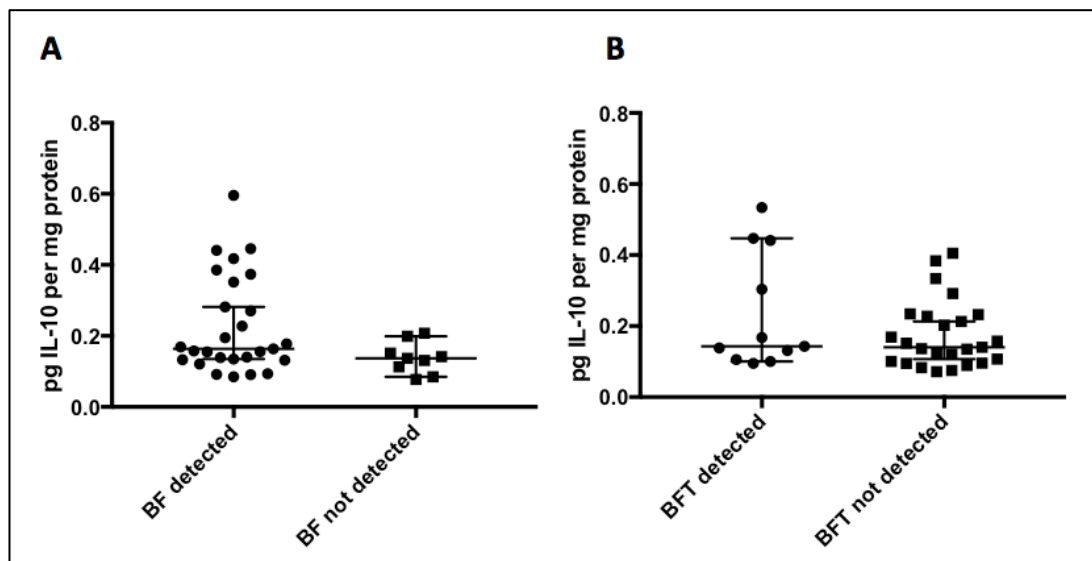 A
pg IL-10 per mg protein
0.8
0.6
0.4
0.2
0.0
BF detected
BF not detected
B
pg IL-10 per mg protein
0.8
0.6
0.4
0.2
0.0
BFT detected
BFT not detected